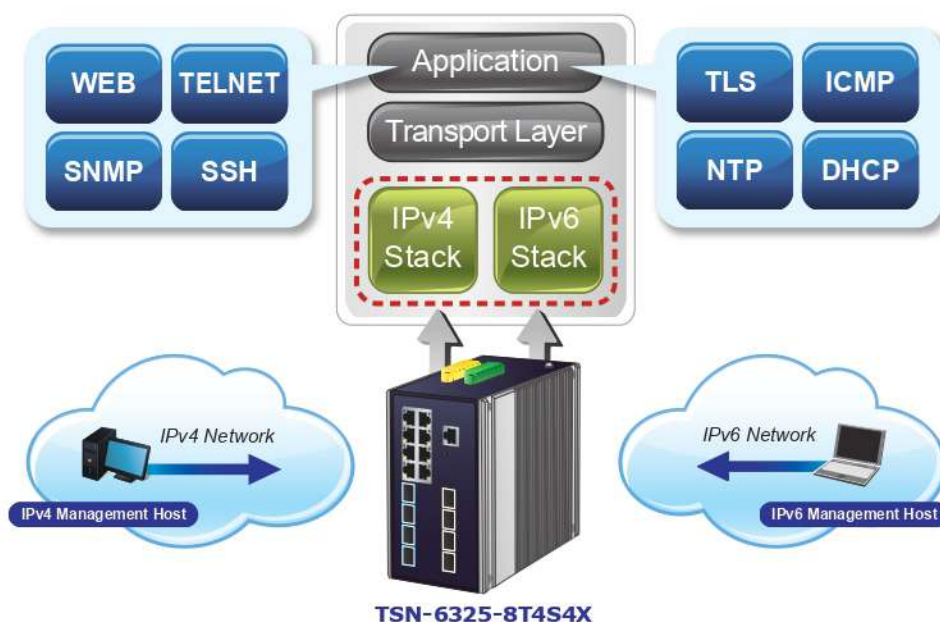 WEB
TELNET
SNMP
SSH
Application
Transport Layer
IPv4
Stack
IPv6
Stack
TLS
ICMP
NTP
DHCP
IPv4 Network
IPv4 Management Host
IPv6 Network
IPv6 Management Host
TSN-6325-8T4S4X